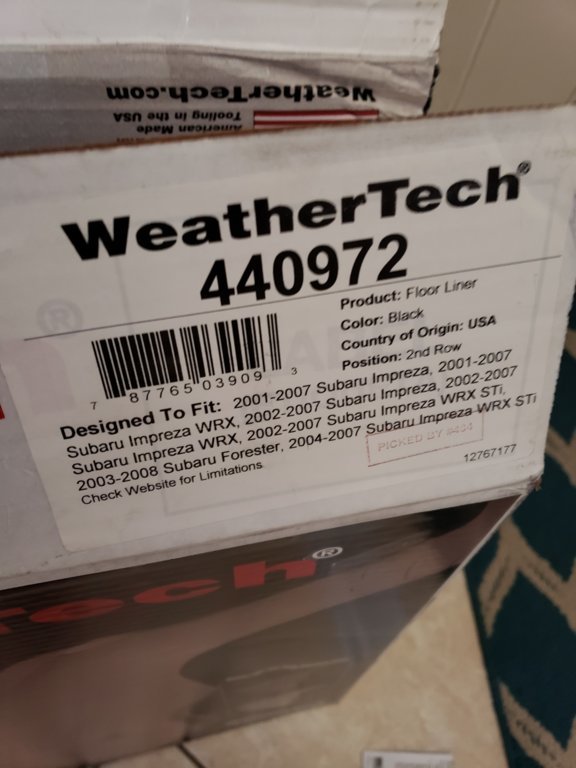 WeatherTech.com
American Made
Tooling in the USA
WeatherTech®
440972
Product: Floor Liner
Color: Black
Country of Origin: USA
Position: 2nd Row
7 87765 03909 3
Designed To Fit: 2001-2007 Subaru Impreza, 2001-2007
Subaru Impreza WRX, 2002-2007 Subaru Impreza, 2002-2007
Subaru Impreza WRX, 2002-2007 Subaru Impreza WRX STi,
2003-2008 Subaru Forester, 2004-2007 Subaru Impreza WRX STi
Check Website for Limitations
PICKED BY #484
12767177
®
Tech®